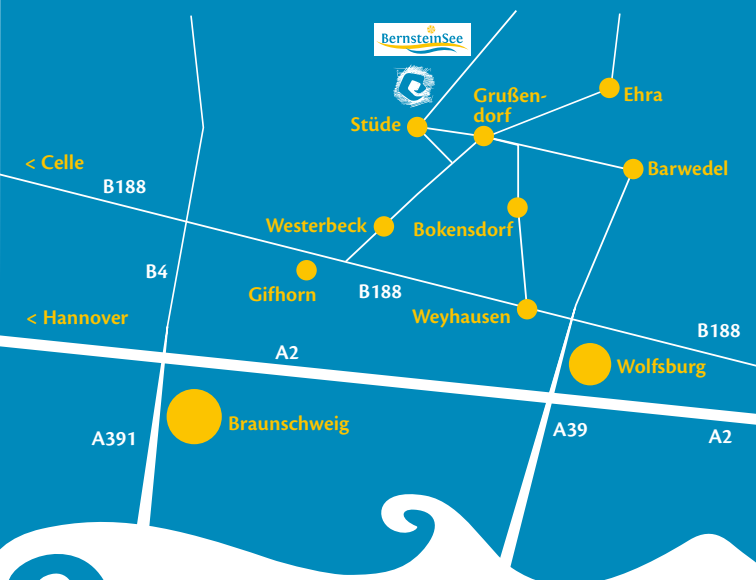 BernsteinSee
Grußen-
dorf
Ehra
Stüde
< Celle
Barwedel
B188
Westerbeck
Bokensdorf
B4
Gifhorn
B188
< Hannover
Weyhausen
B188
A2
Wolfsburg
Braunschweig
A391
A39
A2